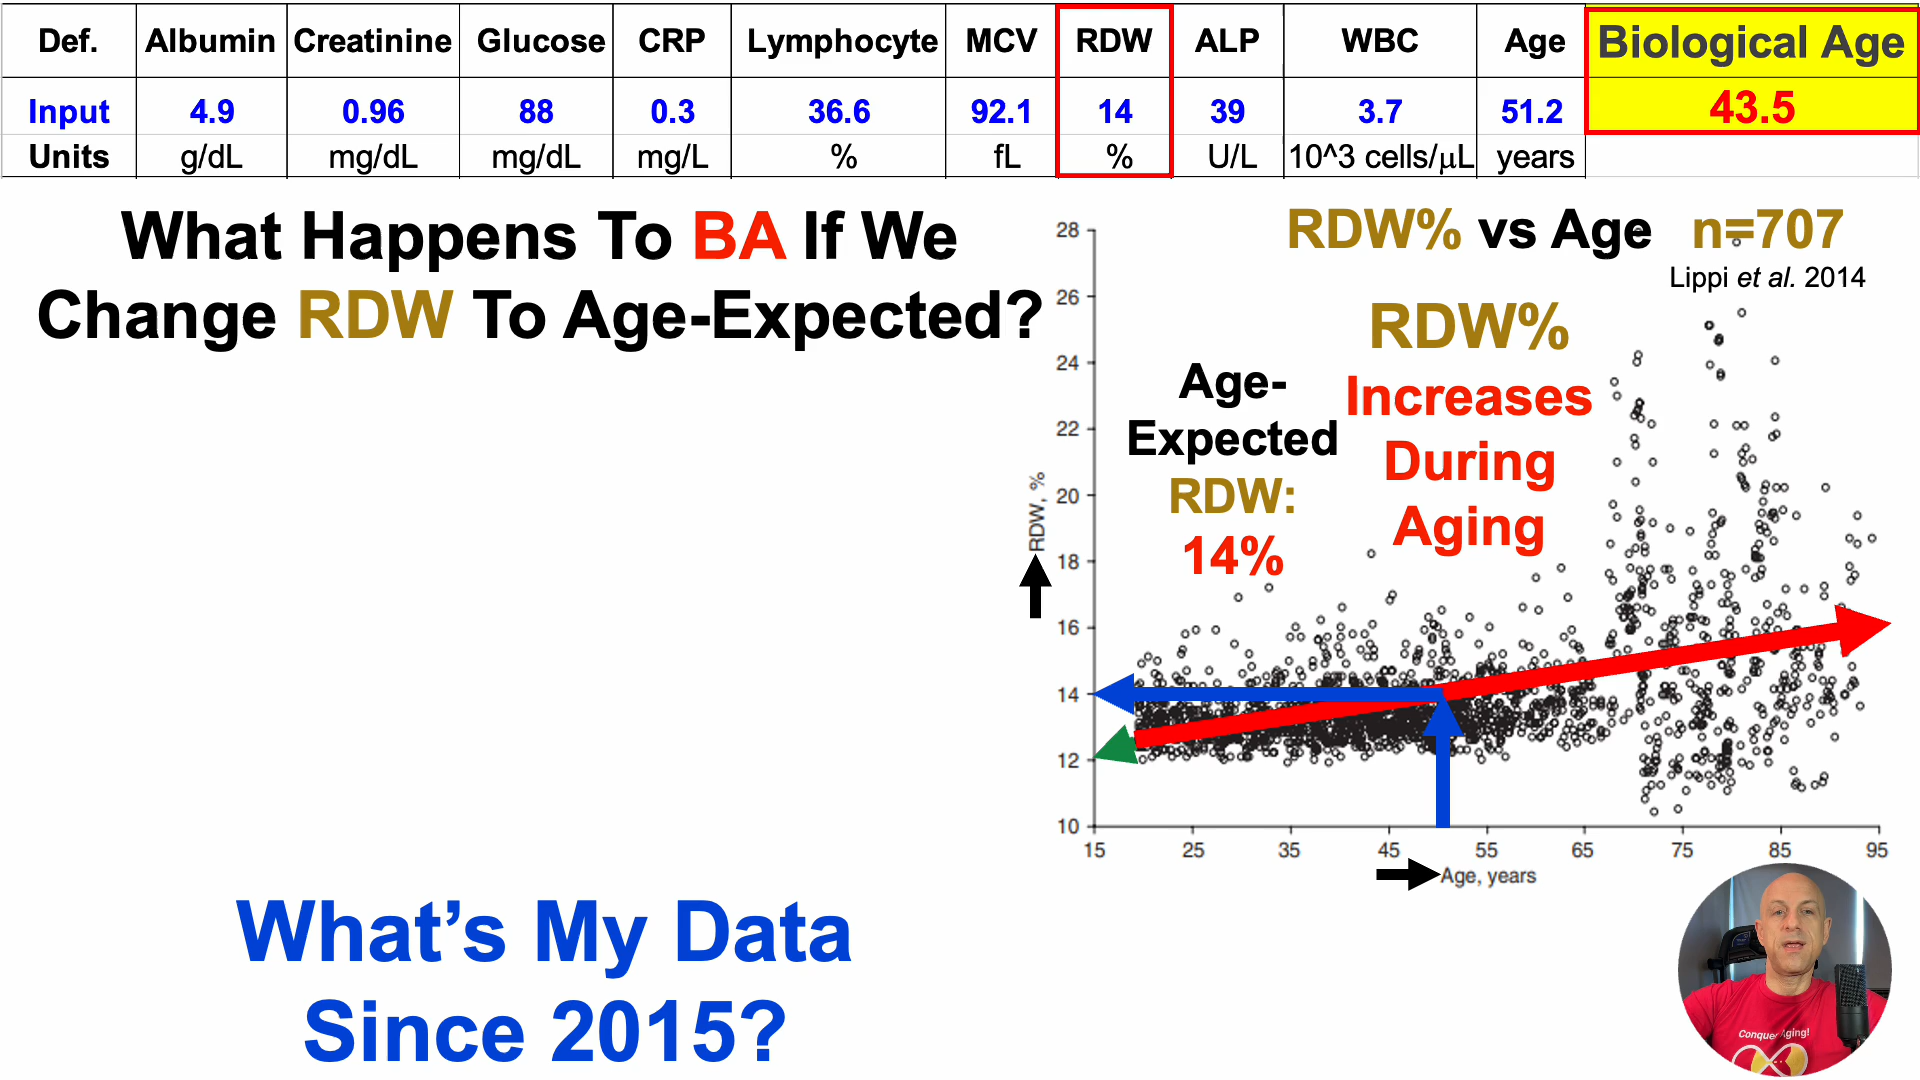 Def. Albumin Creatinine Glucose CRP Lymphocyte MCV RDW ALP WBC Age Biological Age
Input 4.9 0.96 88 0.3 36.6 92.1 14 39 3.7 51.2 43.5
Units g/dL mg/dL mg/dL mg/L % fL % U/L 10^3 cells/μL years
What Happens To BA If We
Change RDW To Age-Expected?
RDW% vs Age n=707
Lippi et al. 2014
RDW%
Increases
During
Aging
Age-
Expected
RDW:
14%
RDW, %
28
26
24
22
20
18
16
14
12
10
15 25 35 45 55 65 75 85 95
Age, years
What's My Data
Since 2015?
Conquer Aging!